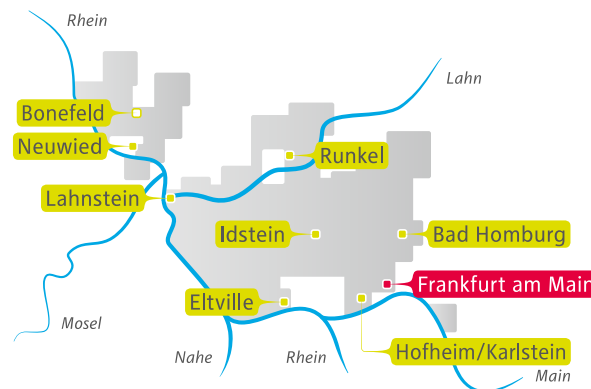 Rhein
Lahn
Bonefeld
Neuwied
Runkel
Lahnstein
Idstein
Bad Homburg
Frankfurt am Main
Eltville
Mosel
Nahe
Rhein
Hofheim/Karlstein
Main